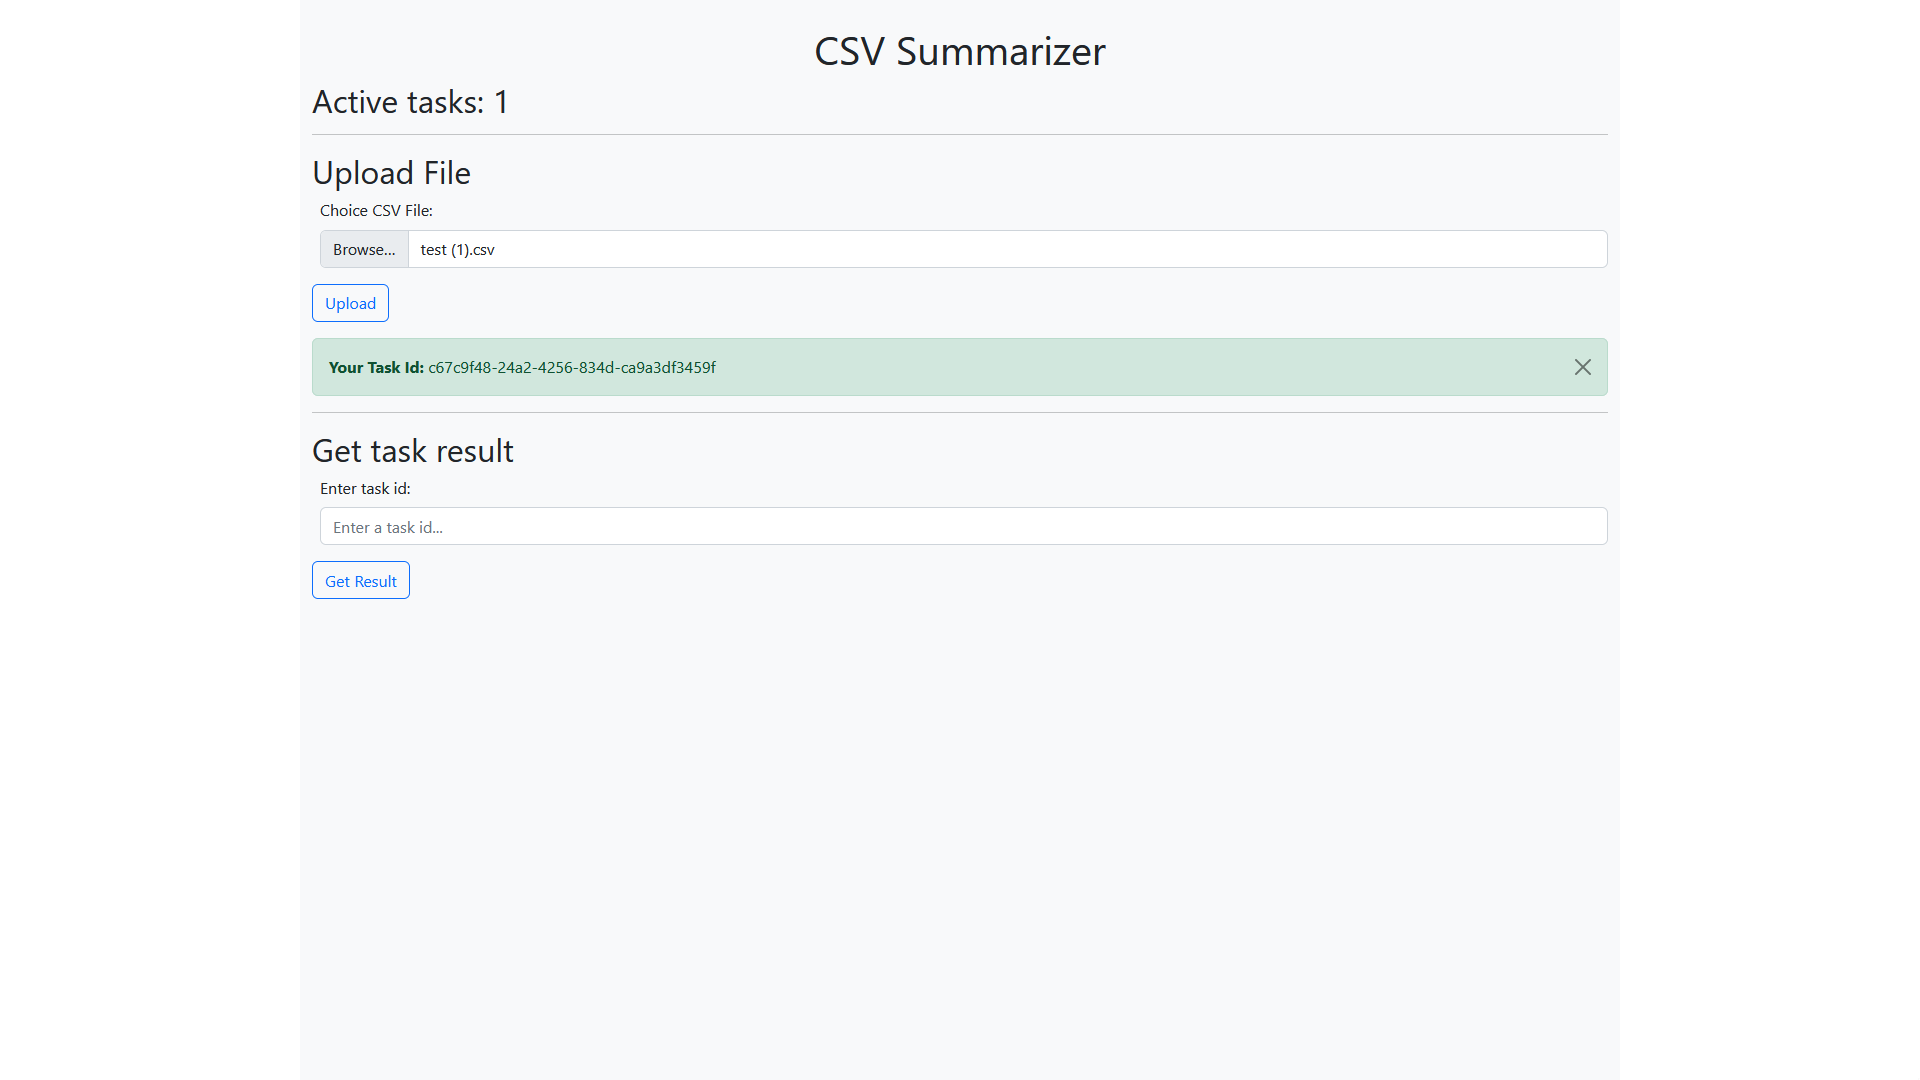 CSV Summarizer
Active tasks: 1
Upload File
Choice CSV File:
Browse... test (1).csv
Upload
Your Task Id: c67c9f48-24a2-4256-834d-ca9a3df3459f
Get task result
Enter task id:
Enter a task id...
Get Result